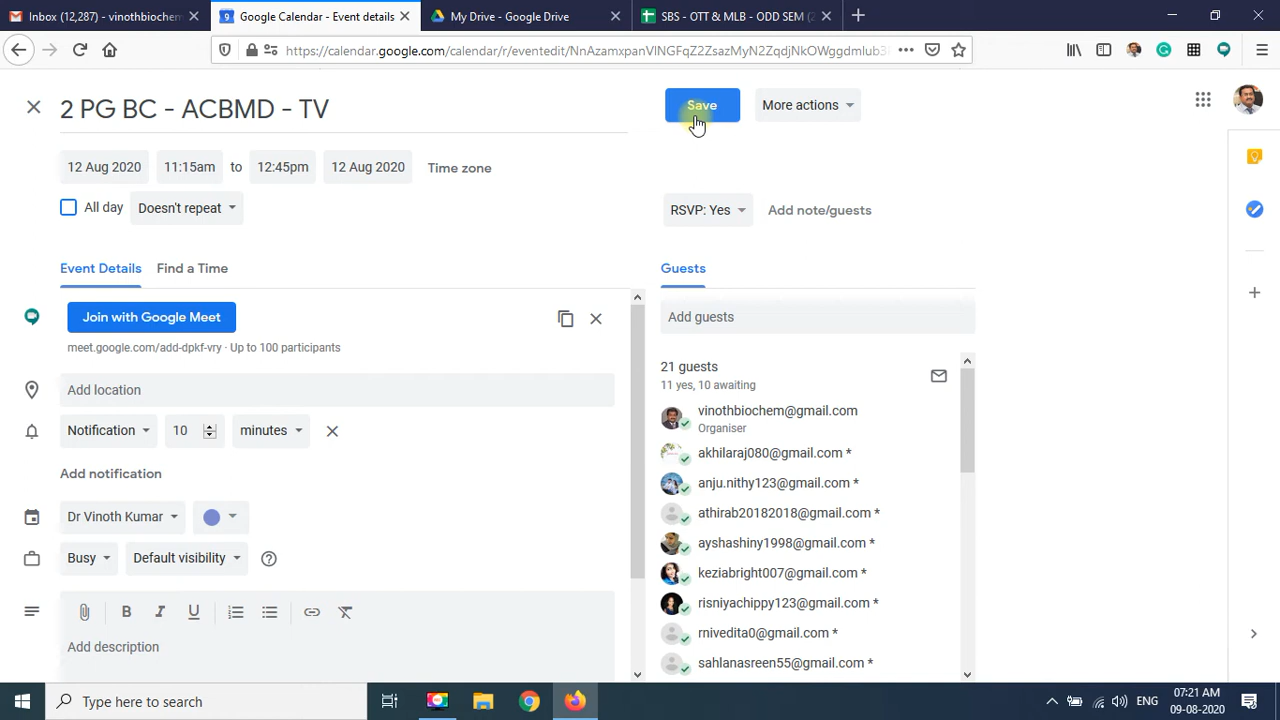 Inbox (12,287) - vinothbiochem
Google Calendar - Event details
My Drive - Google Drive
SBS - OTT & MLB - ODD SEM (
https://calendar.google.com/calendar/r/eventedit/
2 PG BC - ACBMD - TV
Save
More actions
12 Aug 2020
11:15am
to
12:45pm
12 Aug 2020
Time zone
All day
Doesn't repeat
RSVP: Yes
Add note/guests
Event Details
Find a Time
Guests
Join with Google Meet
meet.google.com/add-dpkf-vry · Up to 100 participants
Add guests
21 guests
11 yes, 10 awaiting
Add location
vinothbiochem@gmail.com
Organiser
Notification
10
minutes
akhilaraj080@gmail.com *
Add notification
anju.nithy123@gmail.com *
Dr Vinoth Kumar
athirab20182018@gmail.com *
ayshashiny1998@gmail.com *
Busy
Default visibility
keziabright007@gmail.com *
risniyachippy123@gmail.com *
B I U
rnivedita0@gmail.com *
Add description
sahlanasreen55@gmail.com *
Type here to search
ENG
07:21 AM
09-08-2020